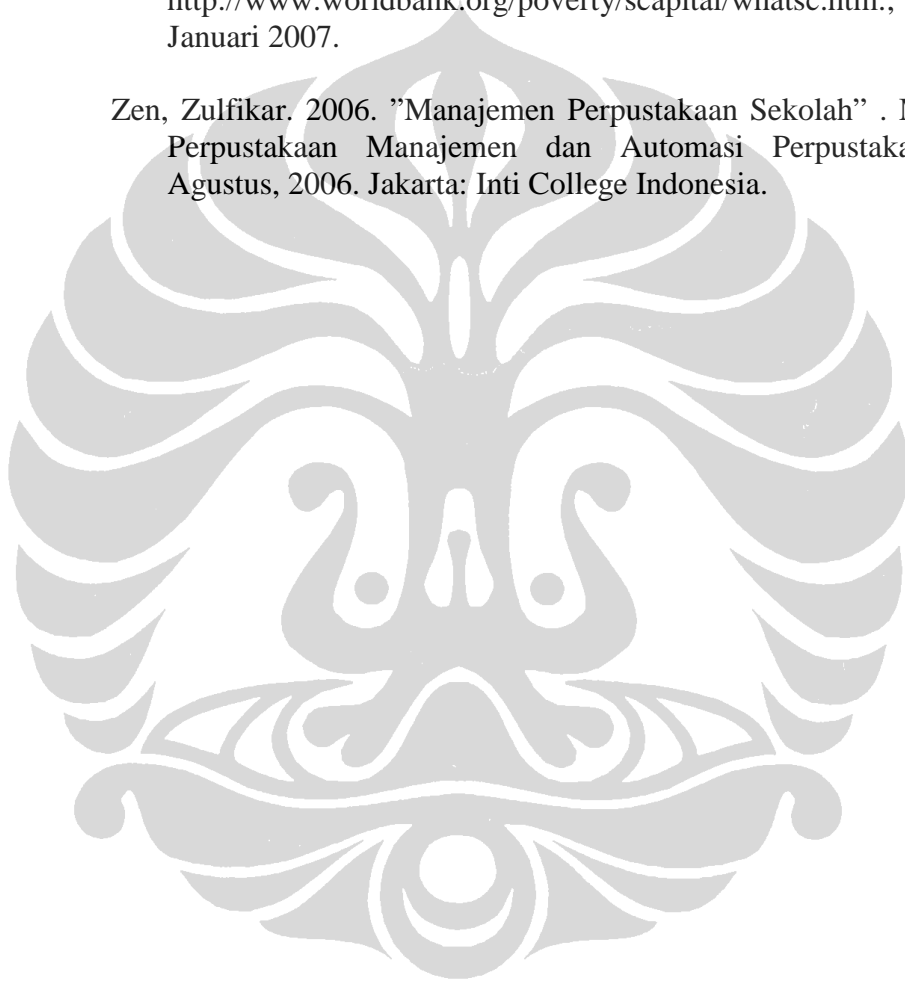 http://www.worldbank.org/poverty/scapital/whatsc.htm.,
Januari 2007.
Zen, Zulfikar. 2006. ”Manajemen Perpustakaan Sekolah” .
Perpustakaan Manajemen dan Automasi
Agustus, 2006. Jakarta: Inti College Indonesia.